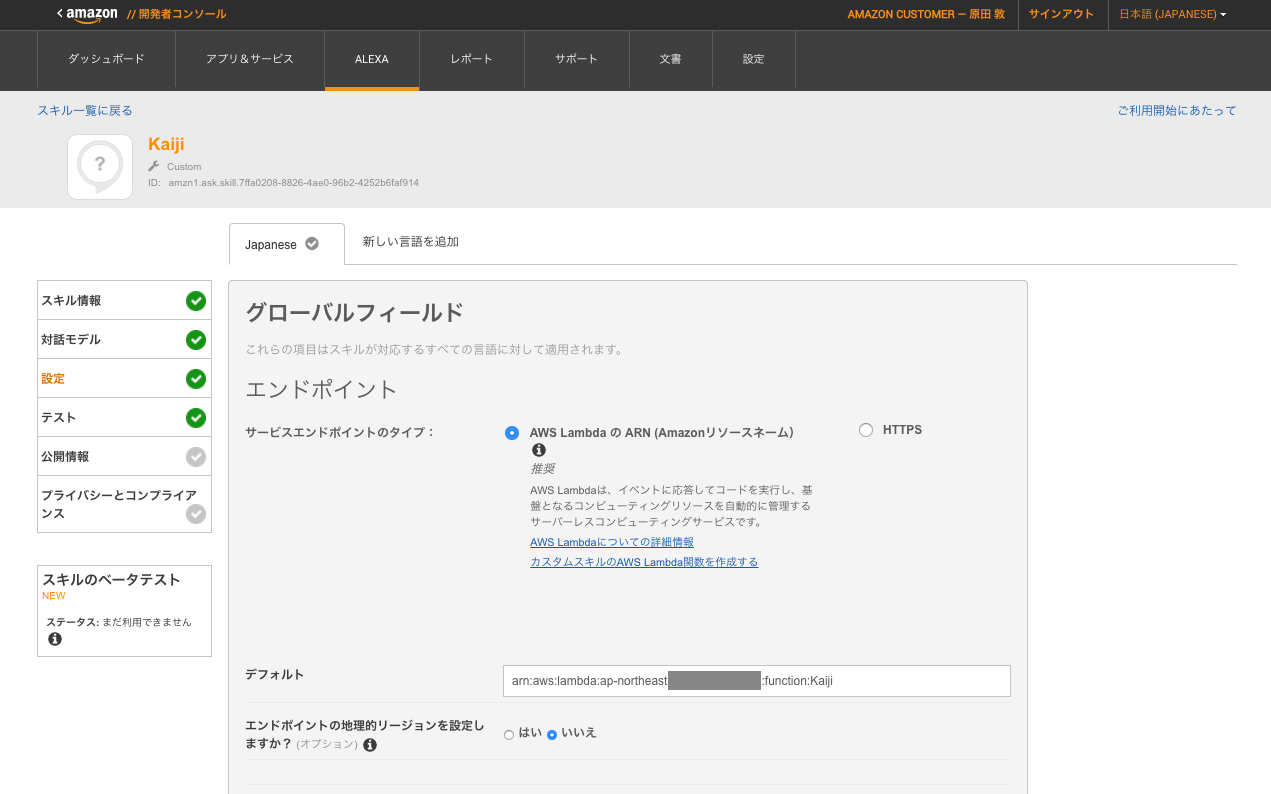 amazon // 開発者コンソール
AMAZON CUSTOMER – 原田 敦 サインアウト 日本語 (JAPANESE)
ダッシュボード アプリ＆サービス ALEXA レポート サポート 文書 設定
スキル一覧に戻る ご利用開始にあたって
Kaiji
Custom
ID: amzn1.ask.skill.7ffa0208-8826-4ae0-96b2-4252b6faf914
Japanese 新しい言語を追加
スキル情報
対話モデル
設定
テスト
公開情報
プライバシーとコンプライア
ンス
スキルのベータテスト
NEW
ステータス: まだ利用できません
グローバルフィールド
これらの項目はスキルが対応するすべての言語に対して適用されます。
エンドポイント
サービスエンドポイントのタイプ： AWS Lambda の ARN (Amazonリソースネーム） HTTPS
推奨
AWS Lambdaは、イベントに応答してコードを実行し、基
盤となるコンピューティングリソースを自動的に管理する
サーバーレスコンピューティングサービスです。
AWS Lambdaについての詳細情報
カスタムスキルのAWS Lambda関数を作成する
デフォルト arn:aws:lambda:ap-northeast :function:Kaiji
エンドポイントの地理的リージョンを設定し
ますか？ (オプション) はい いいえ